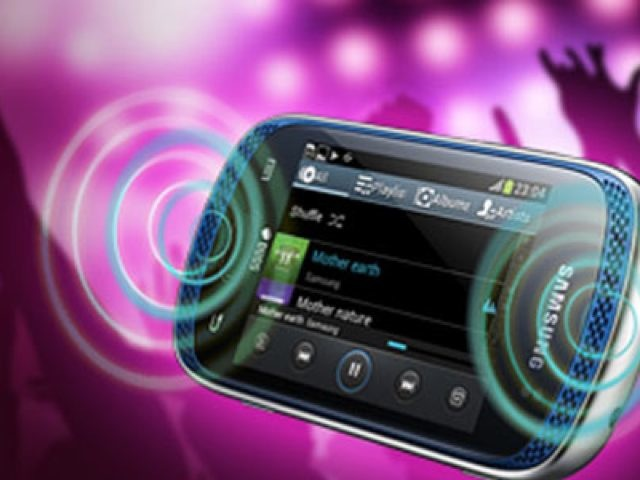 23:04
All Playlists Albums Artists
Shuffle
Mother earth
Samsung
Mother nature
Mother earth Samsung
SAMSUNG